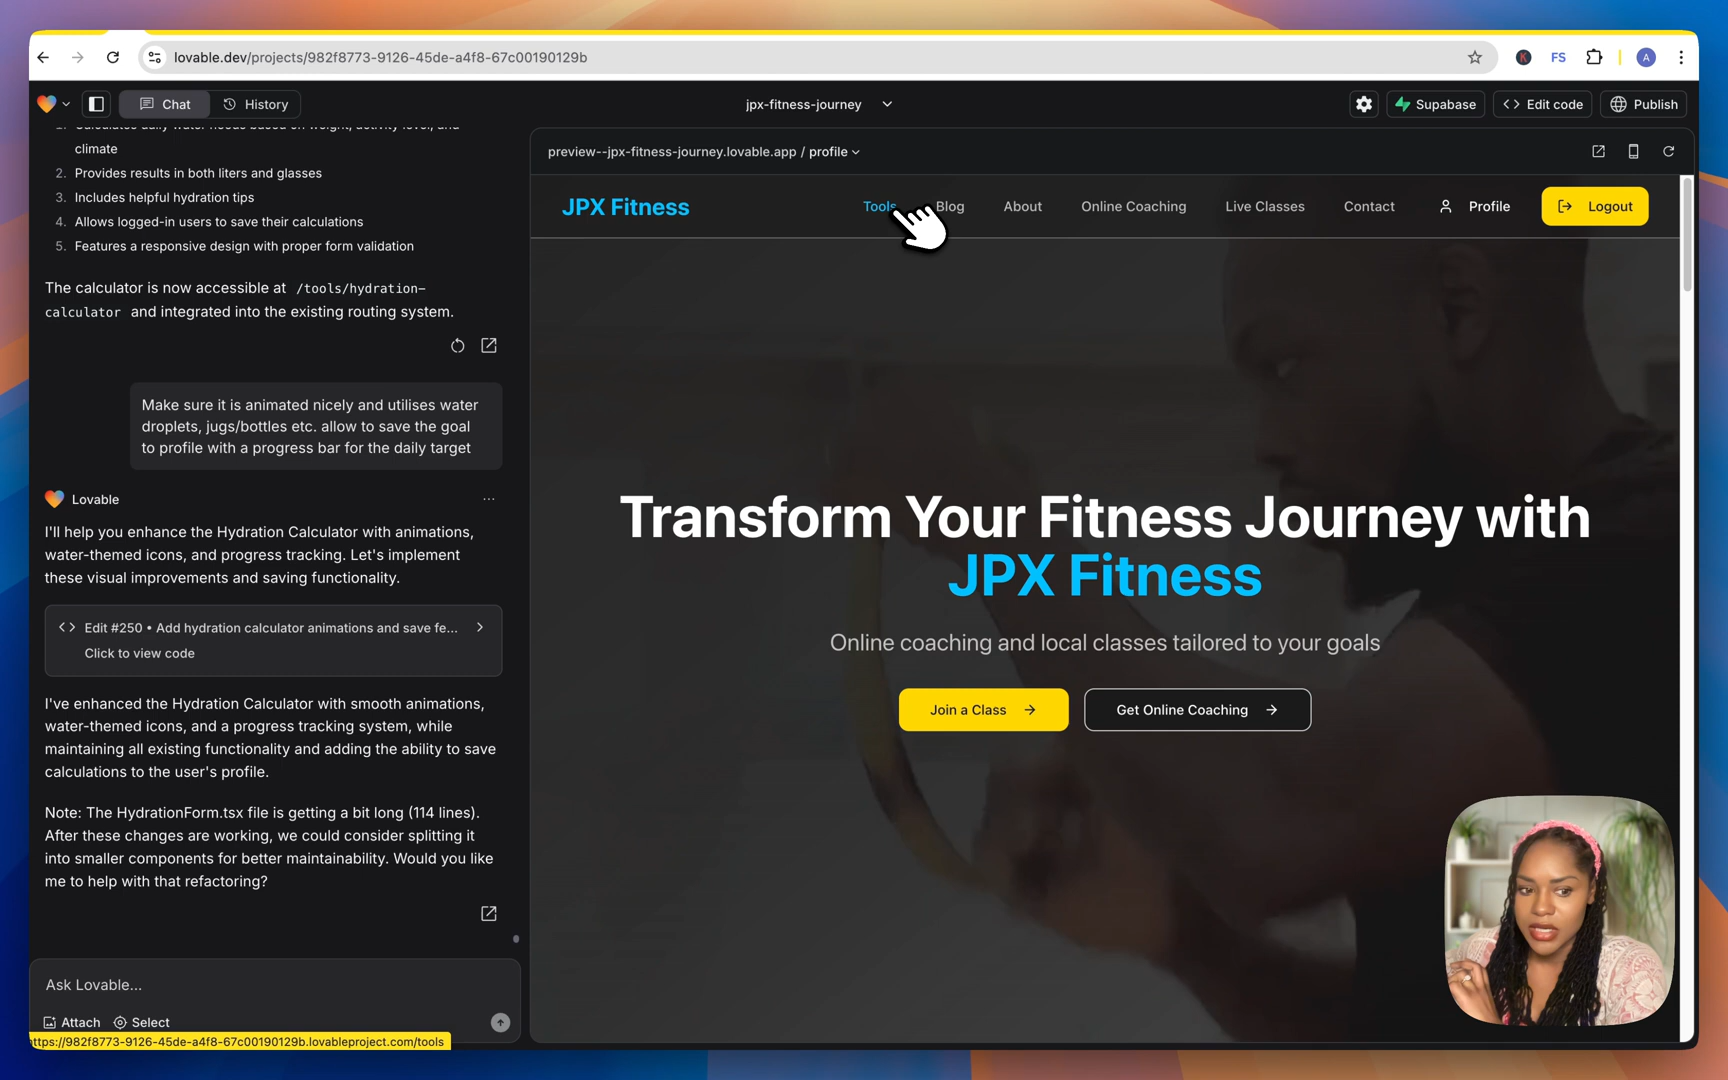 lovable.dev/projects/982f8773-9126-45de-a4f8-67c00190129b
FS
A
Chat
History
jpx-fitness-journey
Supabase
Edit code
Publish
1. Calculates daily water needs based on weight, activity level, and
climate
2. Provides results in both liters and glasses
3. Includes helpful hydration tips
4. Allows logged-in users to save their calculations
5. Features a responsive design with proper form validation
The calculator is now accessible at /tools/hydration-
calculator and integrated into the existing routing system.
Make sure it is animated nicely and utilises water
droplets, jugs/bottles etc. allow to save the goal
to profile with a progress bar for the daily target
Lovable
I'll help you enhance the Hydration Calculator with animations,
water-themed icons, and progress tracking. Let's implement
these visual improvements and saving functionality.
Edit #250 • Add hydration calculator animations and save fe...
Click to view code
I've enhanced the Hydration Calculator with smooth animations,
water-themed icons, and a progress tracking system, while
maintaining all existing functionality and adding the ability to save
calculations to the user's profile.
Note: The HydrationForm.tsx file is getting a bit long (114 lines).
After these changes are working, we could consider splitting it
into smaller components for better maintainability. Would you like
me to help with that refactoring?
Ask Lovable...
Attach
Select
https://982f8773-9126-45de-a4f8-67c00190129b.lovableproject.com/tools
preview--jpx-fitness-journey.lovable.app / profile
JPX Fitness
Tools
Blog
About
Online Coaching
Live Classes
Contact
Profile
Logout
Transform Your Fitness Journey with
JPX Fitness
Online coaching and local classes tailored to your goals
Join a Class
Get Online Coaching